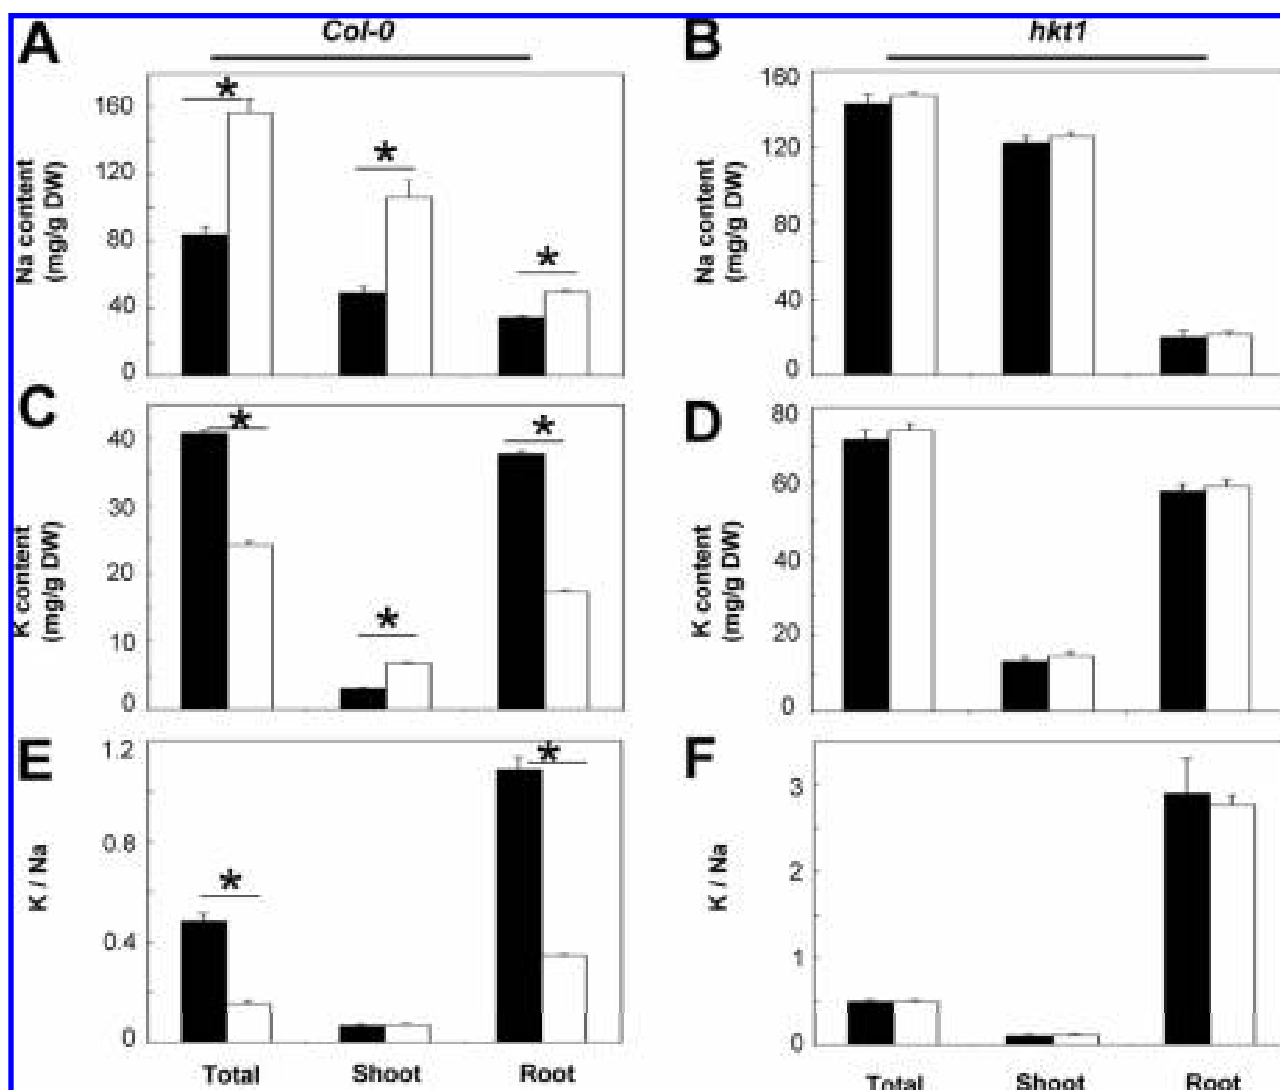 A
Col-0
B
hkt1
*
*
*
160
120
80
40
0
Na content
(mg/g DW)
160
120
80
40
0
Na content
(mg/g DW)
C
*
*
*
40
30
20
10
0
K content
(mg/g DW)
D
80
60
40
20
0
K content
(mg/g DW)
E
*
*
1.2
0.8
0.4
0
K / Na
Total Shoot Root
F
3
2
1
0
K / Na
Total Shoot Root